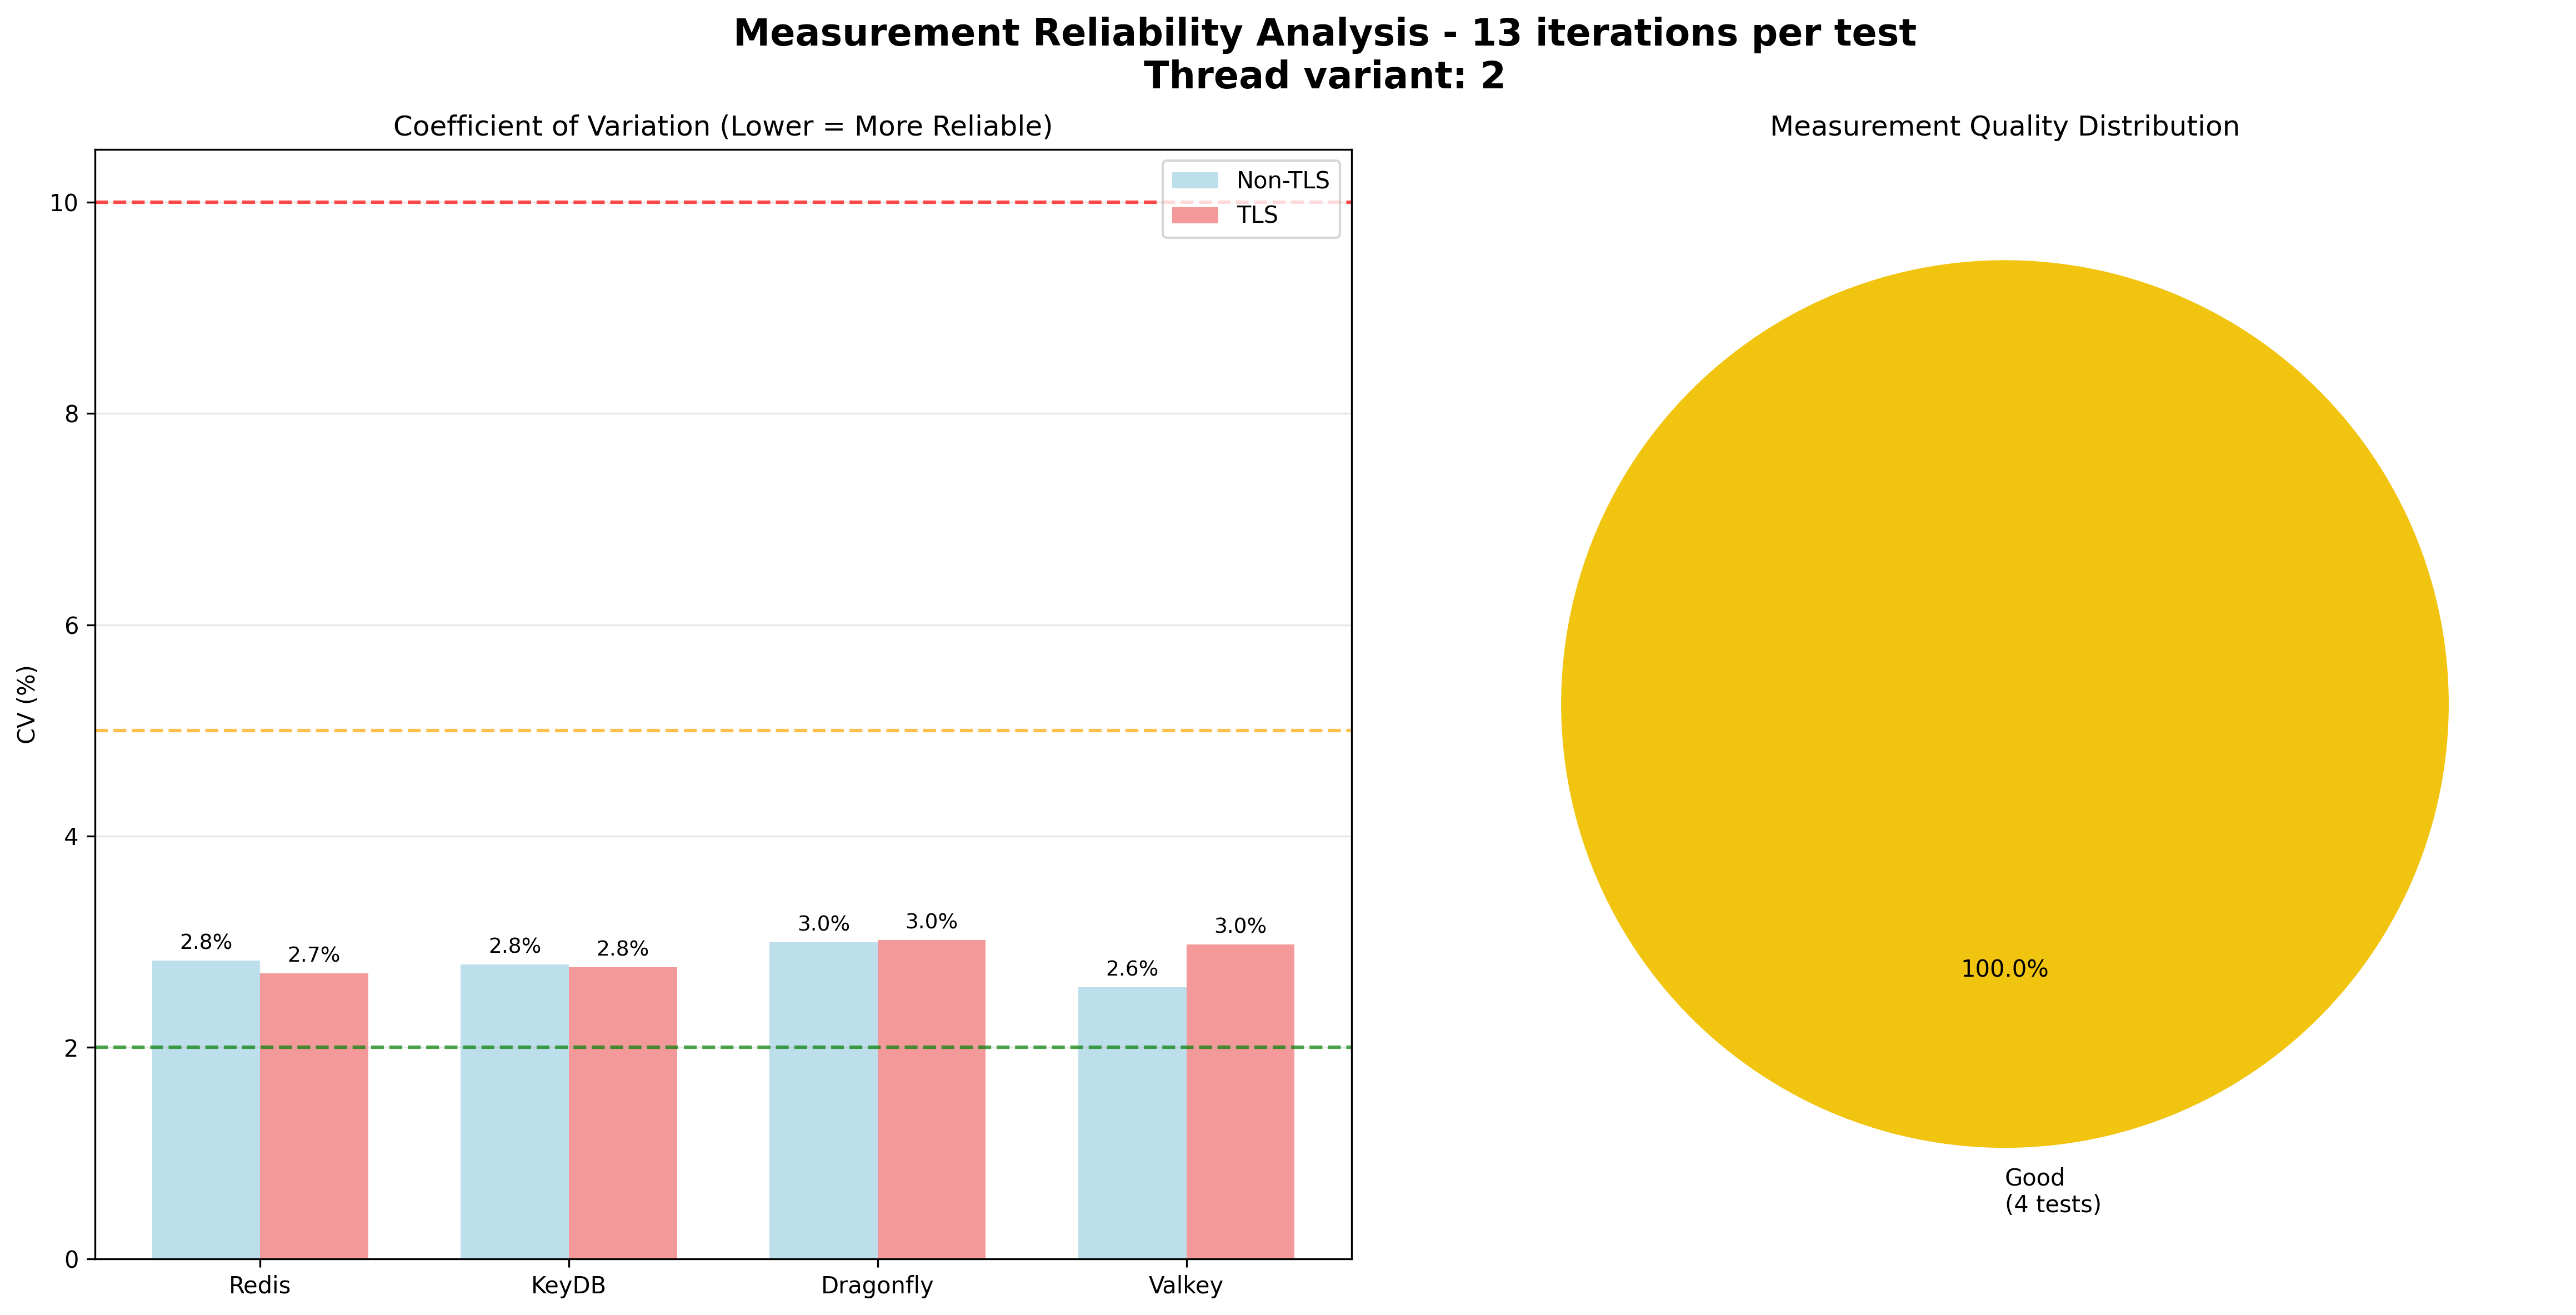 Measurement Reliability Analysis - 13 iterations per test
Thread variant: 2
Coefficient of Variation (Lower = More Reliable)
Non-TLS
TLS
CV (%)
10
8
6
4
2
0
2.8%
2.7%
2.8%
2.8%
3.0%
3.0%
2.6%
3.0%
Redis
KeyDB
Dragonfly
Valkey
Measurement Quality Distribution
100.0%
Good
(4 tests)